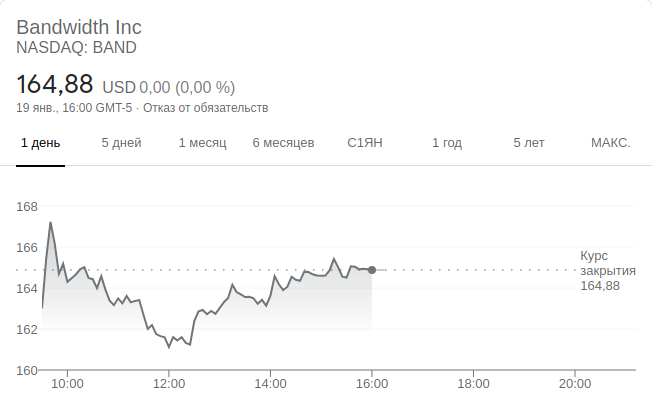 Bandwidth Inc
NASDAQ: BAND
164,88 USD 0,00 (0,00 %)
19 янв., 16:00 GMT-5 · Отказ от обязательств
1 день 5 дней 1 месяц 6 месяцев С1ЯН 1 год 5 лет МАКС.
168
166
164
162
160
Курс
закрытия
164,88
10:00 12:00 14:00 16:00 18:00 20:00